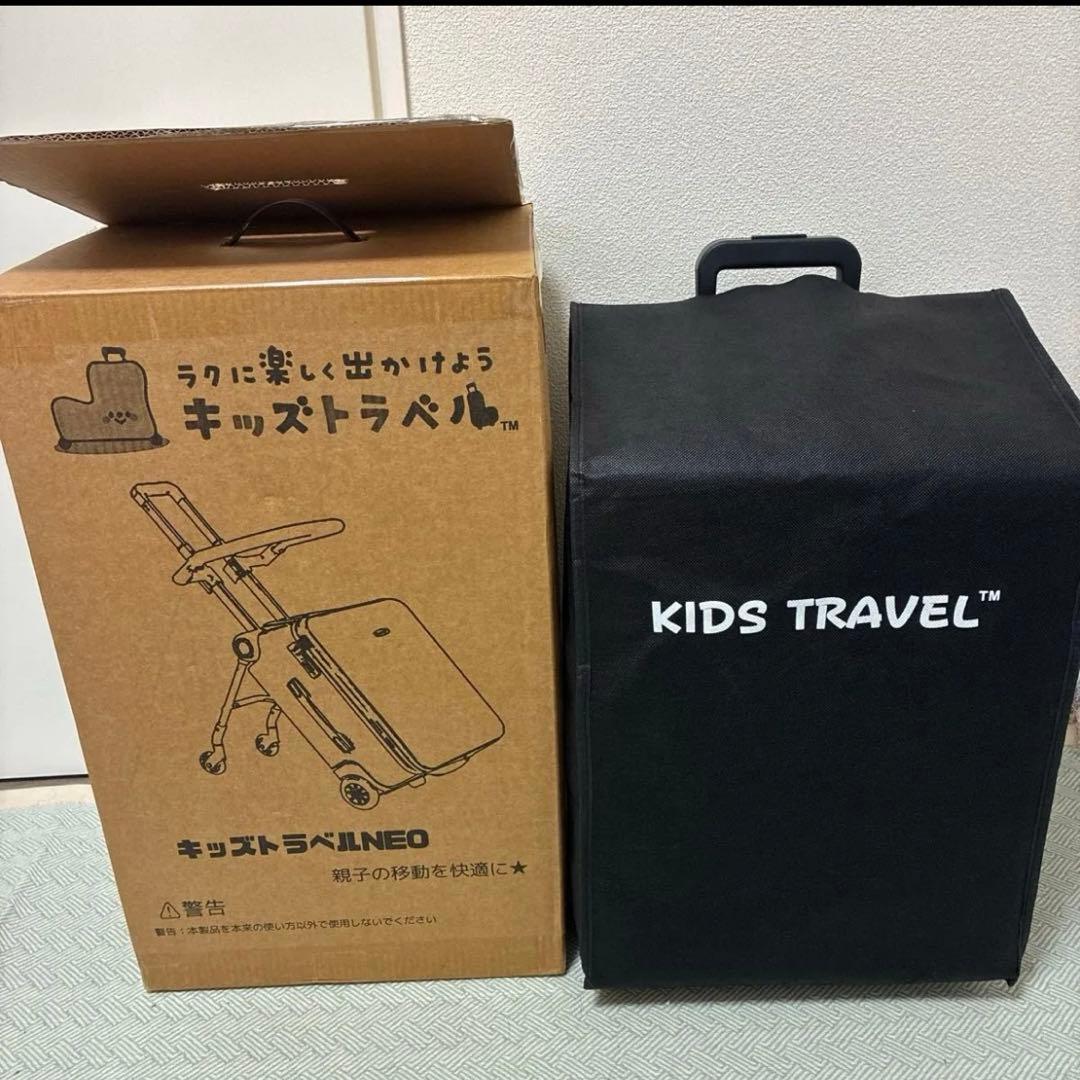 ラクに楽しく出かけよう
キッズトラベル™
キッズトラベルNEO
親子の移動を快適に★
⚠警告
警告：本製品を本来の使い方以外で使用しないでください
KIDS TRAVEL™